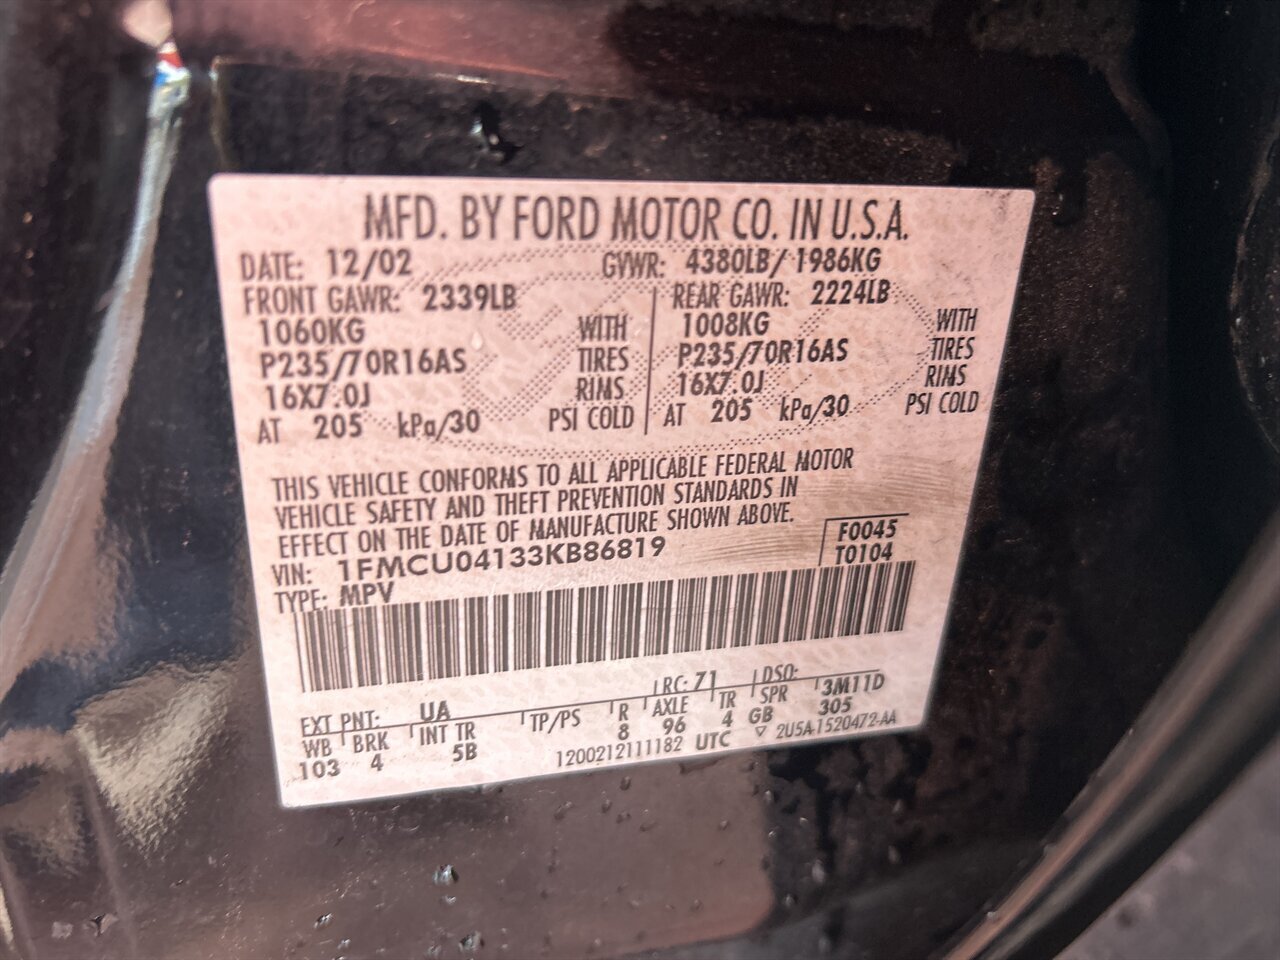 MFD. BY FORD MOTOR CO. IN U.S.A.
DATE: 12/02 GVWR: 4380LB/ 1986KG
FRONT GAWR: 2339LB REAR GAWR: 2224LB
1060KG WITH 1008KG WITH
P235/70R16AS TIRES P235/70R16AS TIRES
16X7.0J RIMS 16X7.0J RIMS
AT 205 kPa/30 PSI COLD AT 205 kPa/30 PSI COLD
THIS VEHICLE CONFORMS TO ALL APPLICABLE FEDERAL MOTOR
VEHICLE SAFETY AND THEFT PREVENTION STANDARDS IN
EFFECT ON THE DATE OF MANUFACTURE SHOWN ABOVE.
VIN: 1FMCU04133KB86819 F0045
TYPE: MPV T0104
EXT PNT: UA RC: 71 DSO:
WB BRK INT TR TP/PS R AXLE TR SPR 3M11D
103 4 5B 8 96 4 GB 305
1200212111182 UTC ▽ 2U5A-1520472-AA